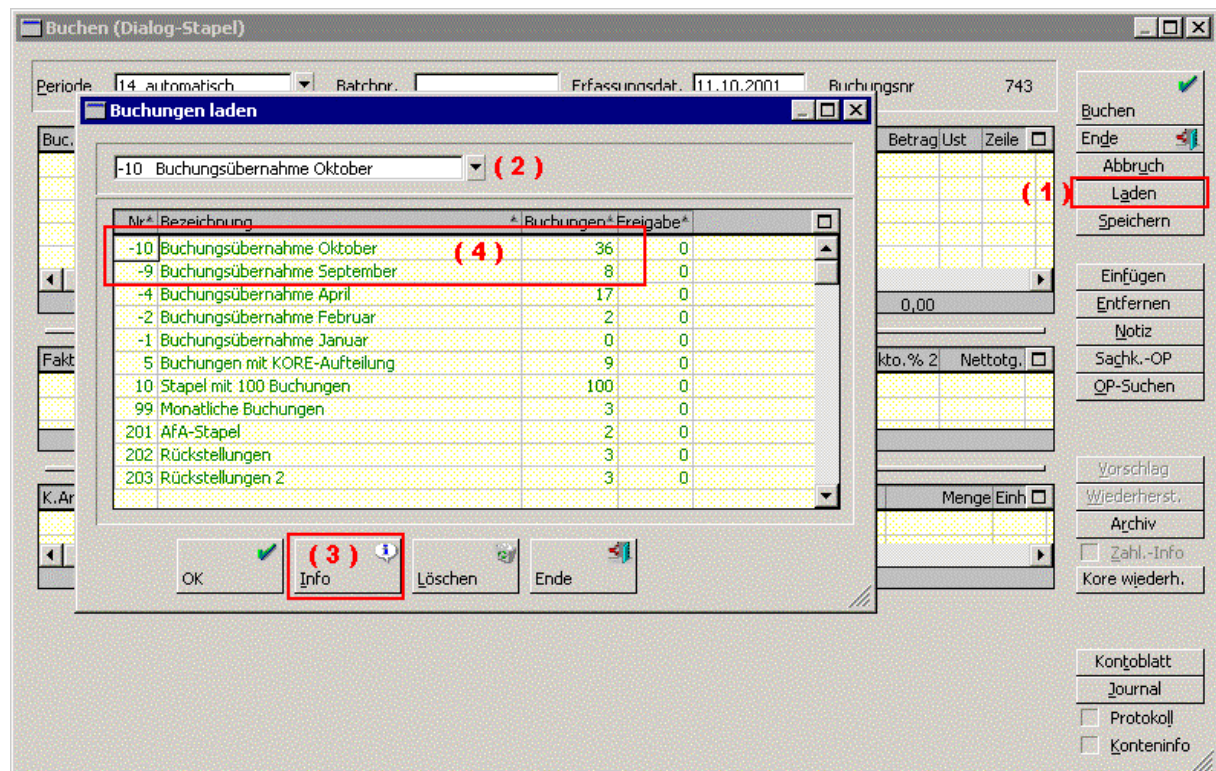 Buchen (Dialog-Stapel)
Periode 14 automatisch Batchnr. Erfassungsdat. 11.10.2001 Buchungsnr 743
Buchungen laden
-10 Buchungsübernahme Oktober ( 2 )
Nr Bezeichnung Buchungen Freigabe
-10 Buchungsübernahme Oktober 36 0
( 4 )
-9 Buchungsübernahme September 8 0
-4 Buchungsübernahme April 17 0
-2 Buchungsübernahme Februar 2 0
-1 Buchungsübernahme Januar 0 0
5 Buchungen mit KORE-Aufteilung 9 0
10 Stapel mit 100 Buchungen 100 0
99 Monatliche Buchungen 3 0
201 AfA-Stapel 2 0
202 Rückstellungen 3 0
203 Rückstellungen 2 3 0
OK
( 3 ) Info
Löschen
Ende
Buc.
Betrag Ust Zeile
0,00
Fakt
kto.% 2 Nettotg.
K.Ar
Menge Einh
Buchen
Ende
Abbruch
( 1 ) Laden
Speichern
Einfügen
Entfernen
Notiz
Sachk.-OP
OP-Suchen
Vorschlag
Wiederherst.
Archiv
Zahl.-Info
Kore wiederh.
Kontoblatt
Journal
Protokoll
Konteninfo